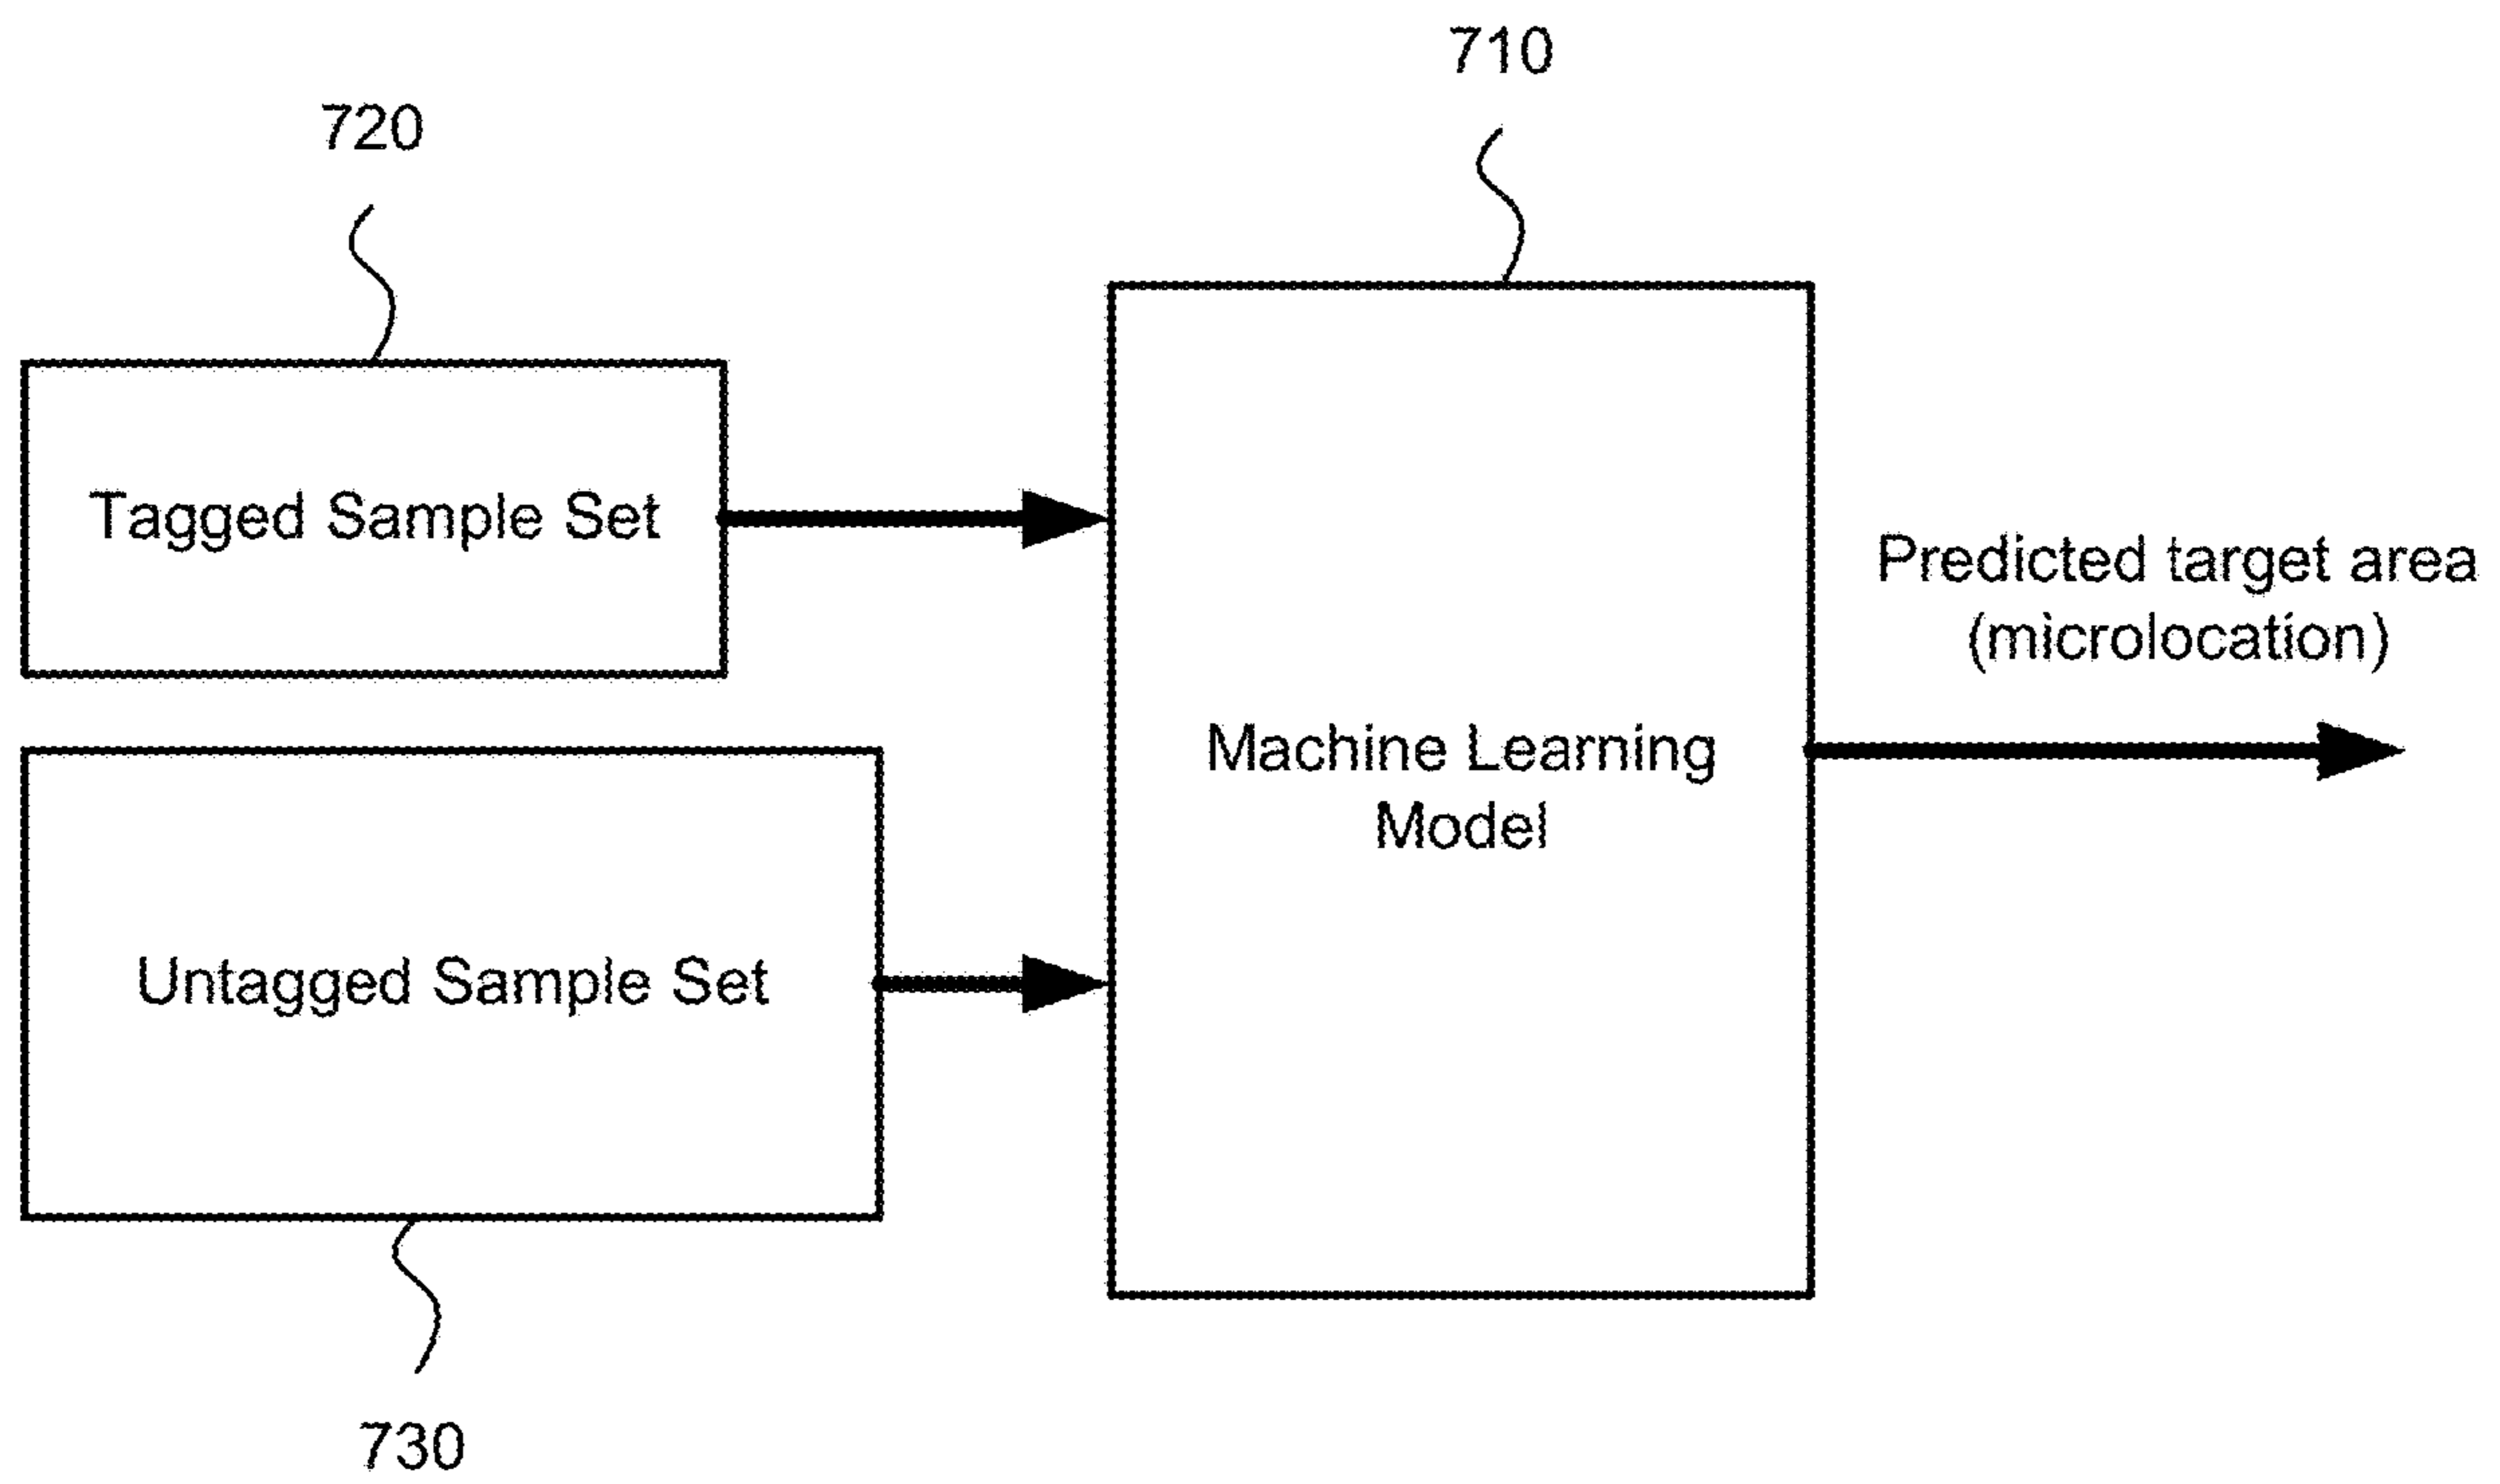 710
720
Tagged Sample Set
Predicted target area
(microlocation)
Machine Learning
Model
Untagged Sample Set
730